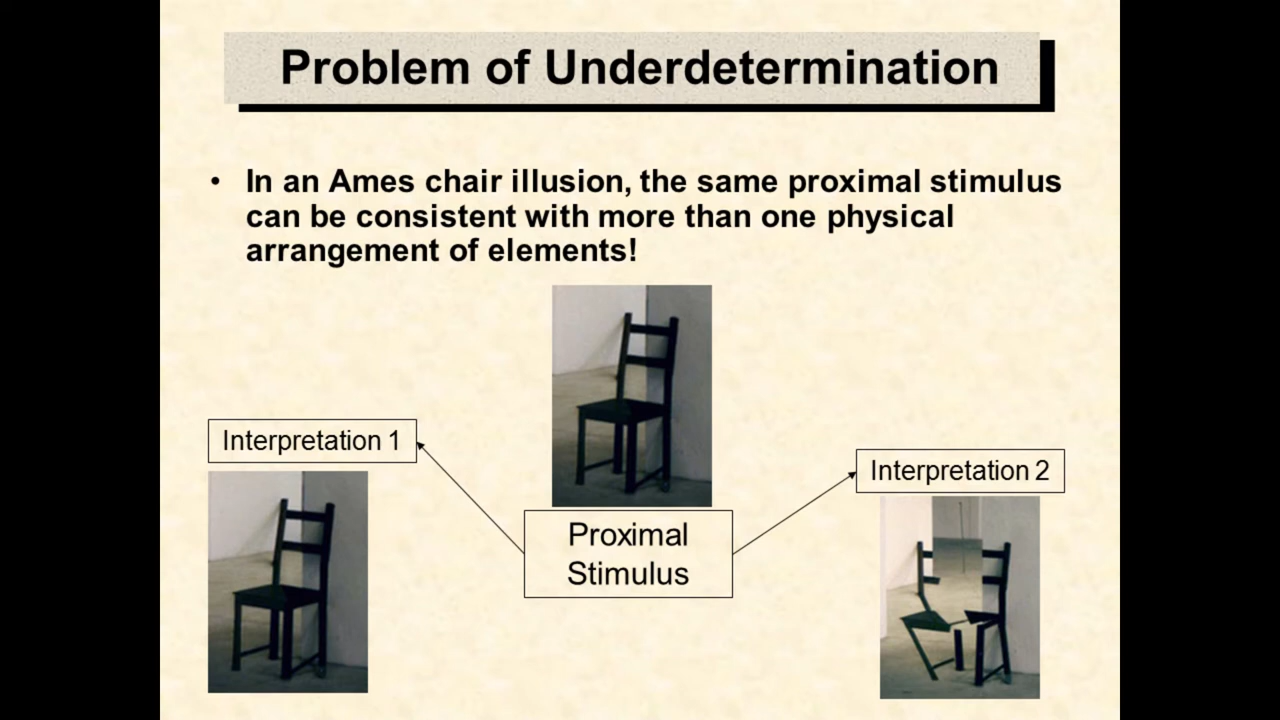 Problem of Underdetermination
• In an Ames chair illusion, the same proximal stimulus
can be consistent with more than one physical
arrangement of elements!
Interpretation 1
Interpretation 2
Proximal
Stimulus